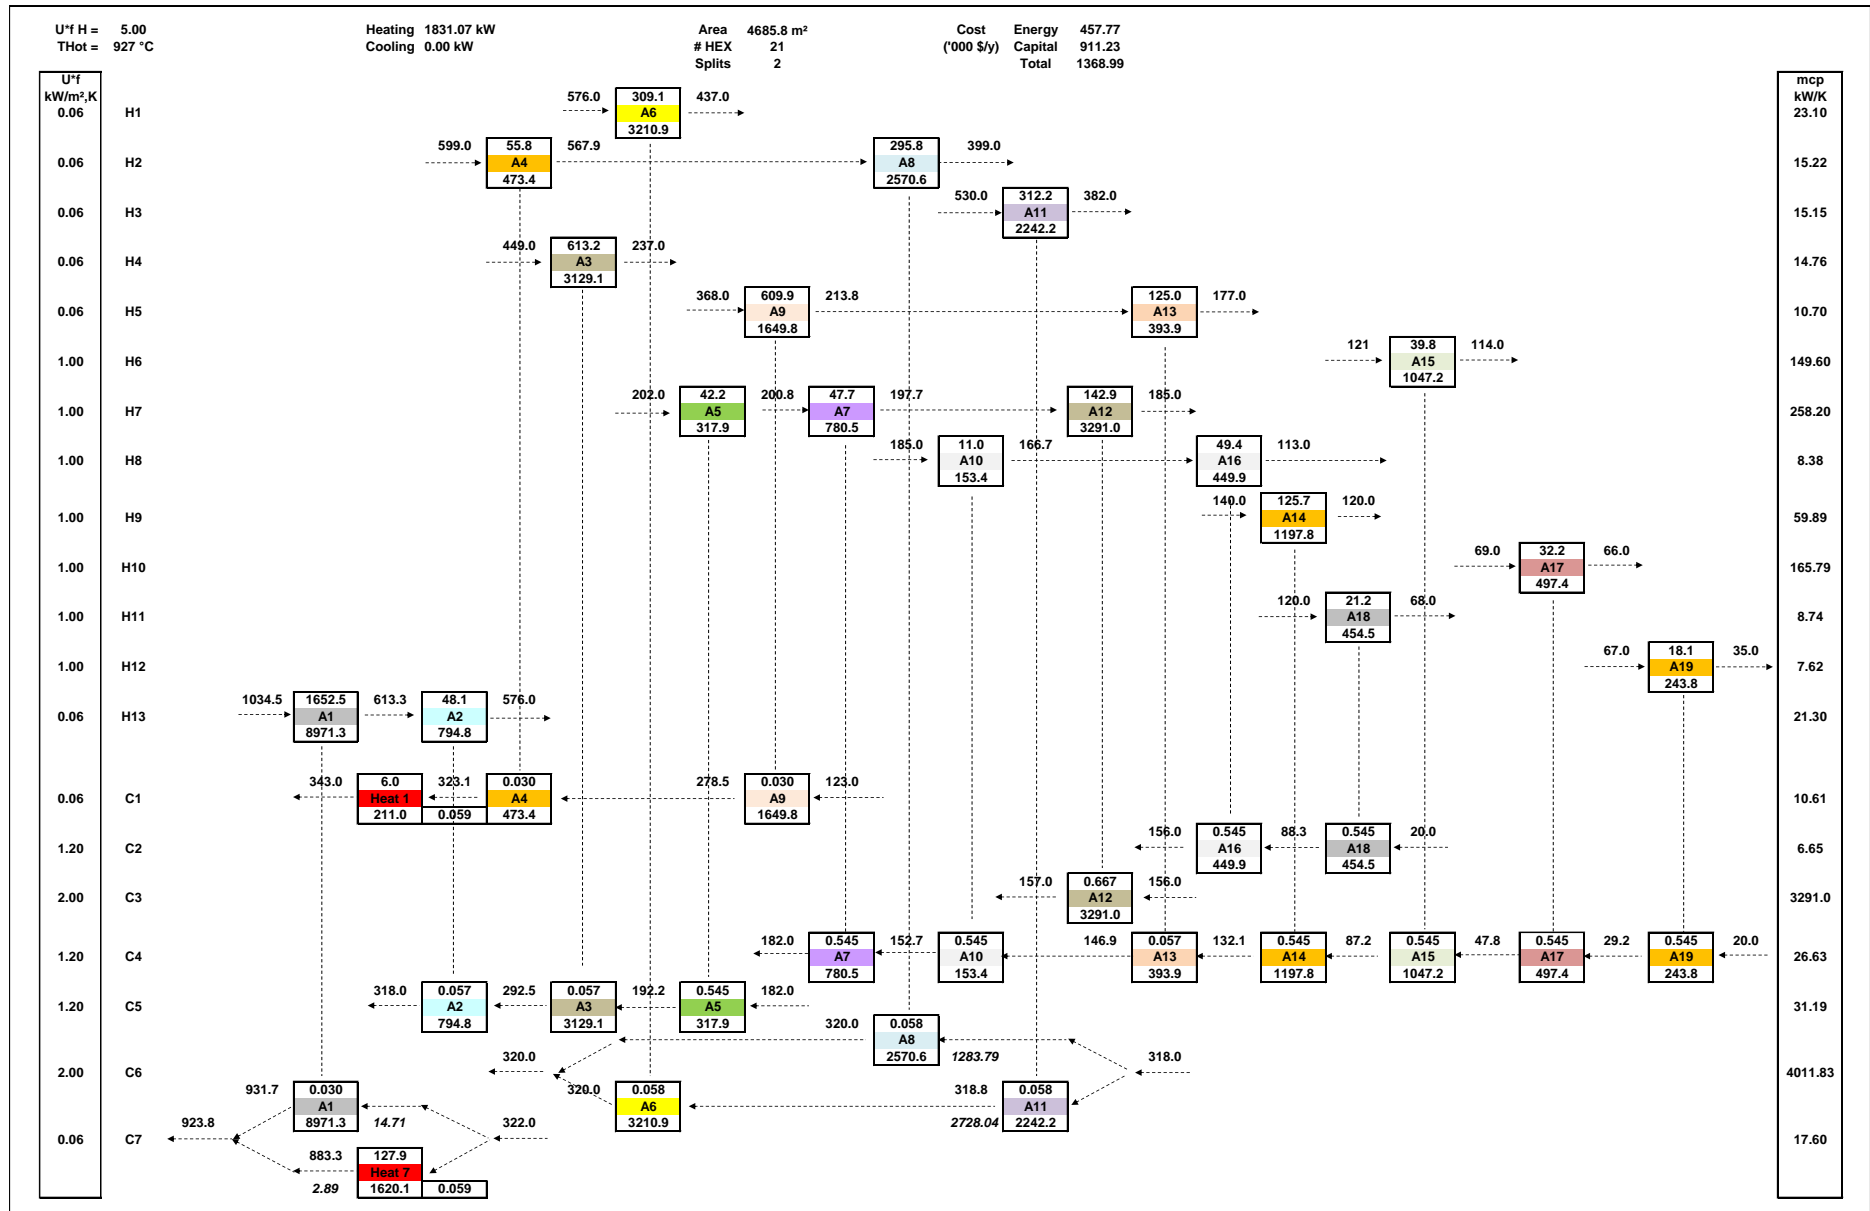 U*f H = 5.00 Heating 1831.07 kW Area 4685.8 m² Cost Energy 457.77
THot = 927 °C Cooling 0.00 kW # HEX 21 ('000 $/y) Capital 911.23
Splits 2 Total 1368.99
U*f mcp
kW/m²,K kW/K
576.0 309.1 437.0
0.06 H1 A6 23.10
3210.9
599.0 55.8 567.9 295.8 399.0
0.06 H2 A4 A8 15.22
473.4 2570.6
530.0 312.2 382.0
0.06 H3 A11 15.15
2242.2
449.0 613.2 237.0
0.06 H4 A3 14.76
3129.1
368.0 609.9 213.8 125.0 177.0
0.06 H5 A9 A13 10.70
1649.8 393.9
121 39.8 114.0
1.00 H6 A15 149.60
1047.2
202.0 42.2 200.8 47.7 197.7 142.9 185.0
1.00 H7 A5 A7 A12 258.20
317.9 780.5 3291.0
185.0 11.0 166.7 49.4 113.0
1.00 H8 A10 A16 8.38
153.4 449.9
140.0 125.7 120.0
1.00 H9 A14 59.89
1197.8
69.0 32.2 66.0
1.00 H10 A17 165.79
497.4
120.0 21.2 68.0
1.00 H11 A18 8.74
454.5
67.0 18.1 35.0
1.00 H12 A19 7.62
243.8
1034.5 1652.5 613.3 48.1 576.0
0.06 H13 A1 A2 21.30
8971.3 794.8
343.0 6.0 323.1 0.030 278.5 0.030 123.0
0.06 C1 Heat 1 A4 A9 10.61
211.0 0.059 473.4 1649.8
156.0 0.545 88.3 0.545 20.0
1.20 C2 A16 A18 6.65
449.9 454.5
157.0 0.667 156.0
2.00 C3 A12 3291.0
3291.0
182.0 0.545 152.7 0.545 146.9 0.057 132.1 0.545 87.2 0.545 47.8 0.545 29.2 0.545 20.0
1.20 C4 A7 A10 A13 A14 A15 A17 A19 26.63
780.5 153.4 393.9 1197.8 1047.2 497.4 243.8
318.0 0.057 292.5 0.057 192.2 0.545 182.0
1.20 C5 A2 A3 A5 31.19
794.8 3129.1 317.9
320.0 0.058
A8
320.0 2570.6 1283.79 318.0
2.00 C6 4011.83
931.7 0.030 320.0 0.058 318.8 0.058
A1 A6 A11
923.8 8971.3 14.71 322.0 3210.9 2728.04 2242.2
0.06 C7 17.60
883.3 127.9
Heat 7
2.89 1620.1 0.059